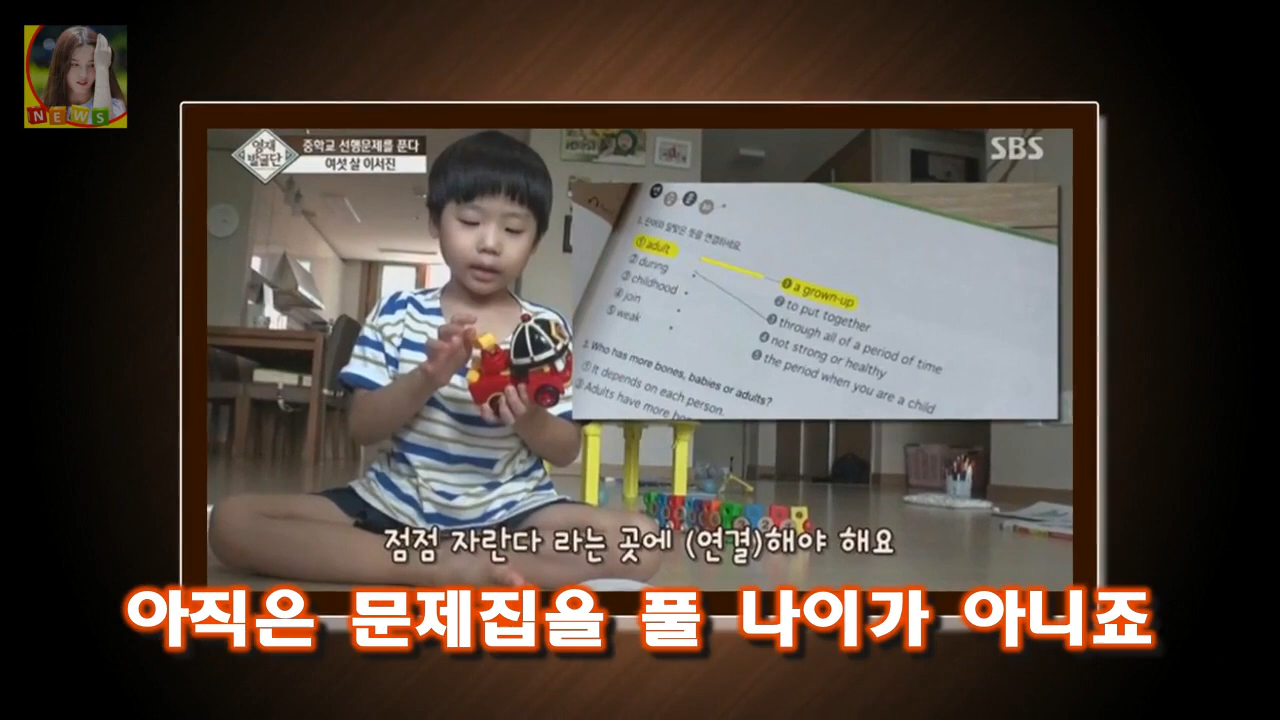 NEWS
영재
발굴단
중학교 선행문제를 푼다
여섯 살 이서진
SBS
1. 단어와 알맞은 뜻을 연결하세요.
① adult
② during
③ childhood
④ join
⑤ weak
① a grown-up
② to put together
③ through all of a period of time
④ not strong or healthy
⑤ the period when you are a child
2. Who has more bones, babies or adults?
① It depends on each person.
② Adults have more
점점 자란다 라는 곳에 (연결)해야 해요
아직은 문제집을 풀 나이가 아니죠